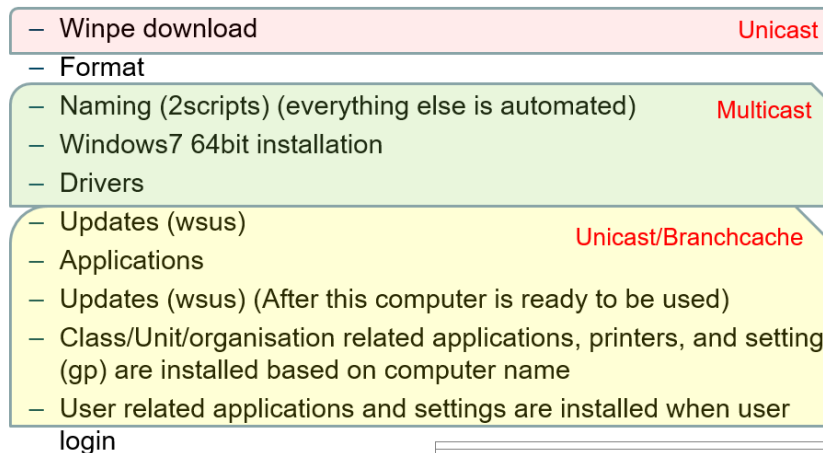 – Winpe download Unicast
– Format
– Naming (2scripts) (everything else is automated) Multicast
– Windows7 64bit installation
– Drivers
– Updates (wsus)
Unicast/Branchcache
– Applications
– Updates (wsus) (After this computer is ready to be used)
– Class/Unit/organisation related applications, printers, and setting
(gp) are installed based on computer name
– User related applications and settings are installed when user
login